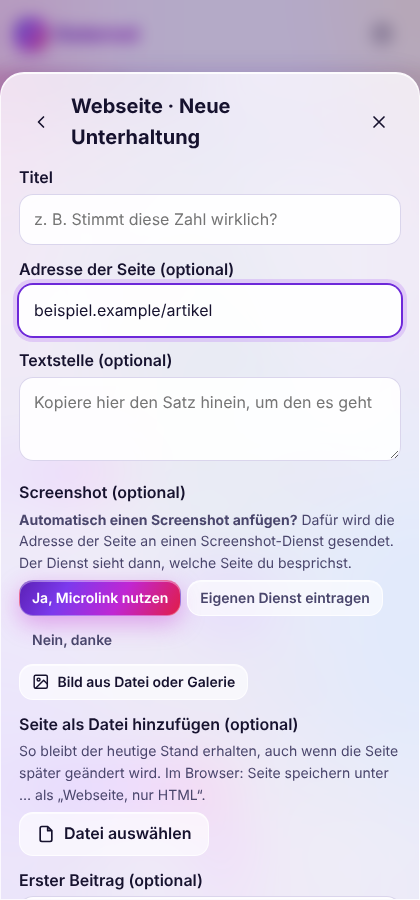 Webseite · Neue
Unterhaltung
Titel
z. B. Stimmt diese Zahl wirklich?
Adresse der Seite (optional)
beispiel.example/artikel
Textstelle (optional)
Kopiere hier den Satz hinein, um den es geht
Screenshot (optional)
Automatisch einen Screenshot anfügen? Dafür wird die
Adresse der Seite an einen Screenshot-Dienst gesendet.
Der Dienst sieht dann, welche Seite du besprichst.
Ja, Microlink nutzen
Eigenen Dienst eintragen
Nein, danke
Bild aus Datei oder Galerie
Seite als Datei hinzufügen (optional)
So bleibt der heutige Stand erhalten, auch wenn die Seite
später geändert wird. Im Browser: Seite speichern unter
… als „Webseite, nur HTML“.
Datei auswählen
Erster Beitrag (optional)